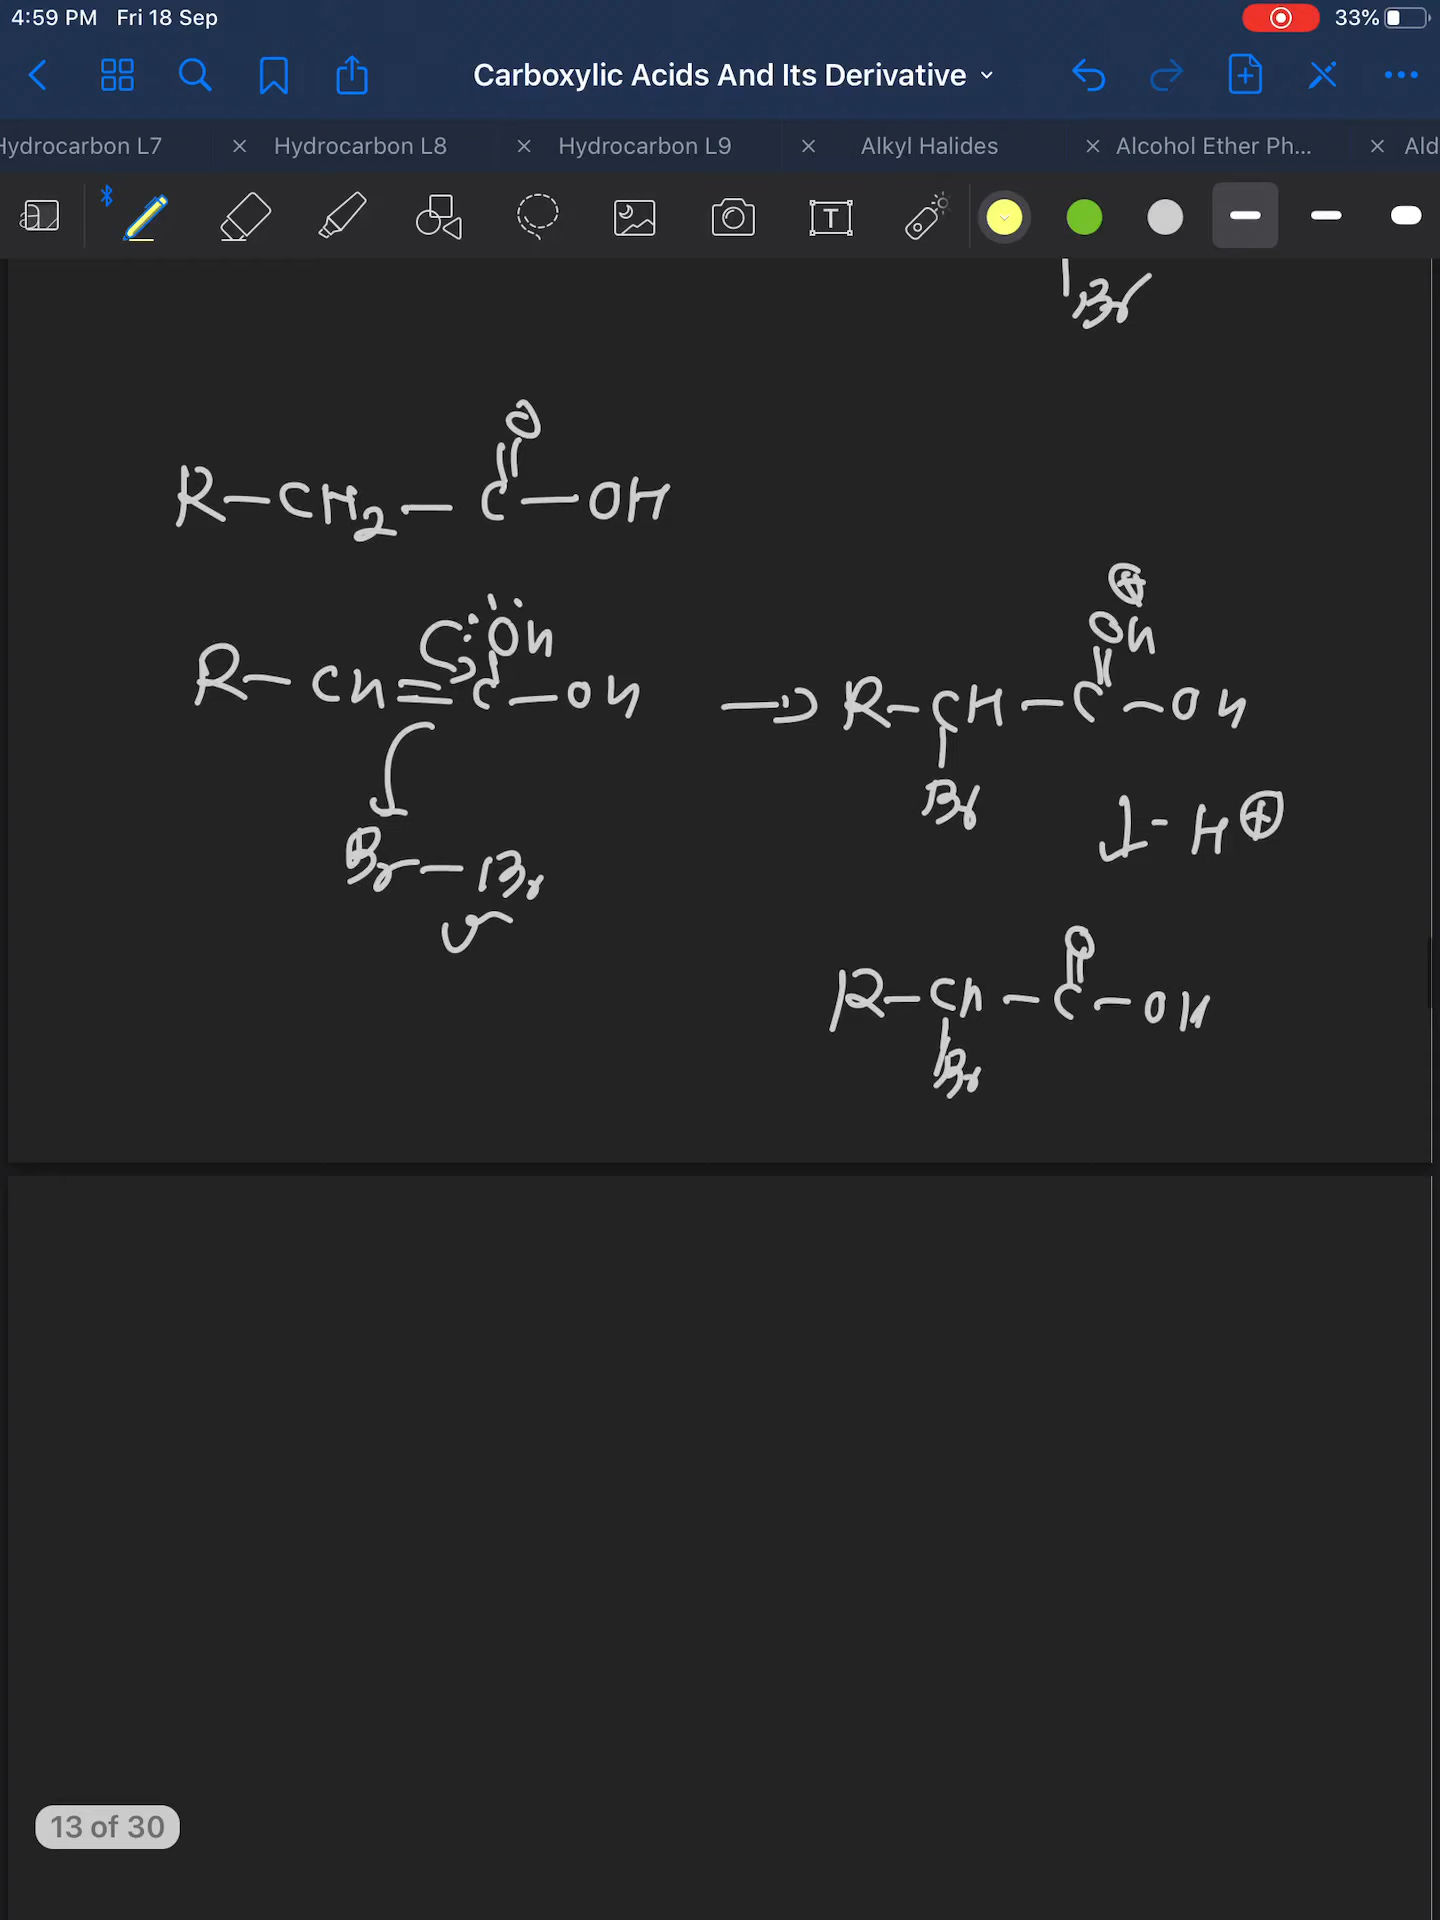 4:59 PM Fri 18 Sep 33%
Carboxylic Acids And Its Derivative
Hydrocarbon L7 × Hydrocarbon L8 × Hydrocarbon L9 × Alkyl Halides × Alcohol Ether Ph... × Ald
a T
Br
O
R-CH2-C-OH
⊕
:ÖH OH
R-CH=C-OH → R-CH-C-OH
Br
↓-H⊕
Br-Br
O
R-CH-C-OH
Br
13 of 30